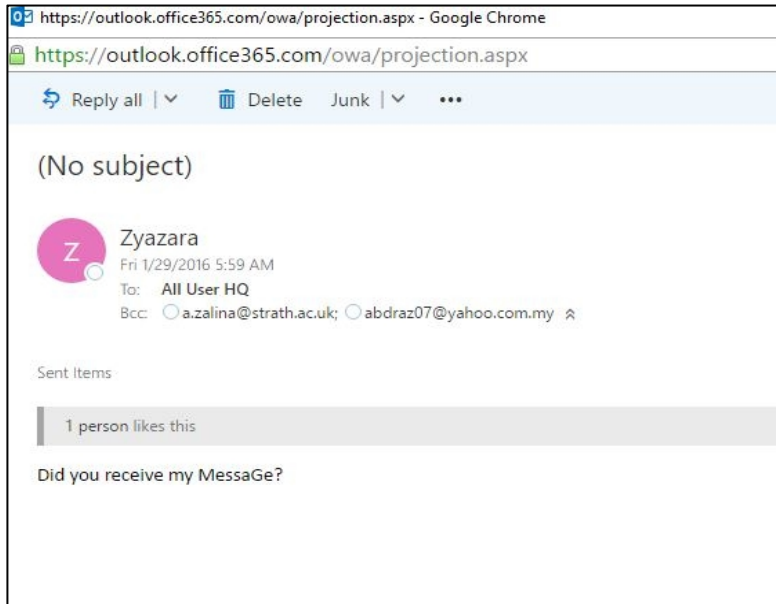 https://outlook.office365.com/owa/projection.aspx - Google Chrome
https://outlook.office365.com/owa/projection.aspx
Reply all | Delete Junk | •••
(No subject)
Z
Zyazara
Fri 1/29/2016 5:59 AM
To: All User HQ
Bcc: a.zalina@strath.ac.uk; abdraz07@yahoo.com.my
Sent Items
1 person likes this
Did you receive my MessaGe?